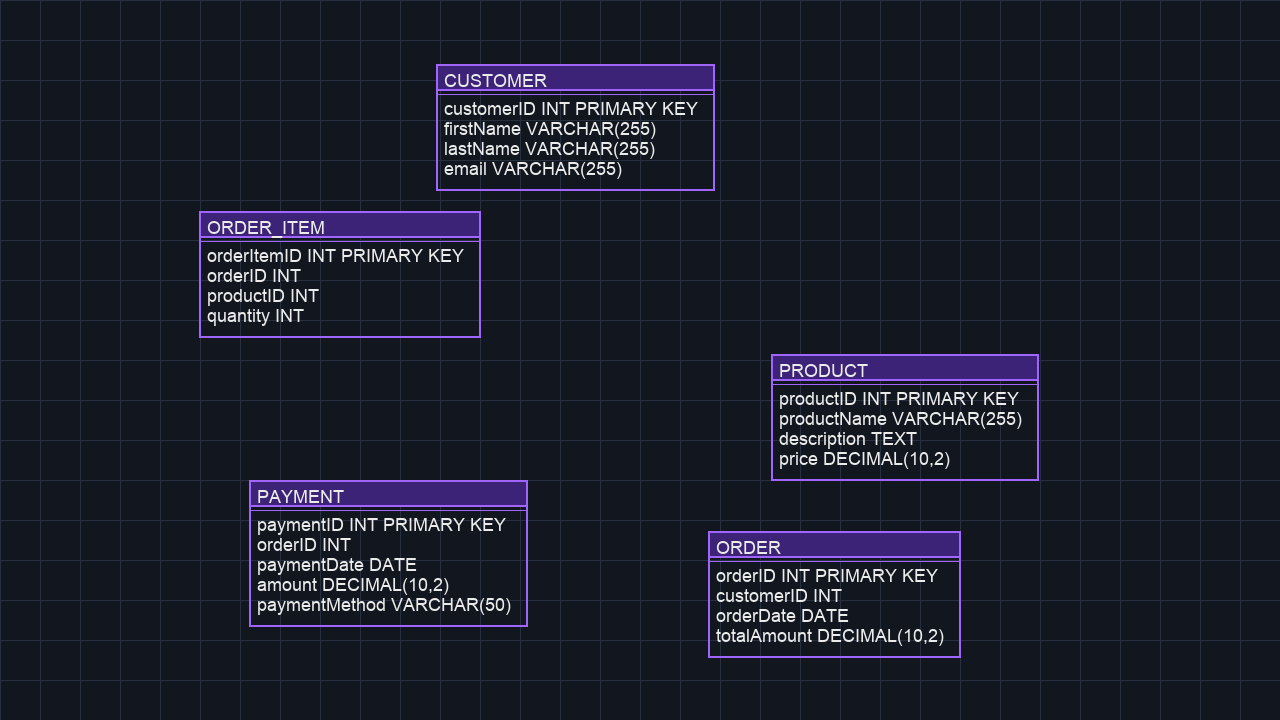 CUSTOMER
customerID INT PRIMARY KEY
firstName VARCHAR(255)
lastName VARCHAR(255)
email VARCHAR(255)
ORDER_ITEM
orderItemID INT PRIMARY KEY
orderID INT
productID INT
quantity INT
PRODUCT
productID INT PRIMARY KEY
productName VARCHAR(255)
description TEXT
price DECIMAL(10,2)
PAYMENT
paymentID INT PRIMARY KEY
orderID INT
paymentDate DATE
amount DECIMAL(10,2)
paymentMethod VARCHAR(50)
ORDER
orderID INT PRIMARY KEY
customerID INT
orderDate DATE
totalAmount DECIMAL(10,2)